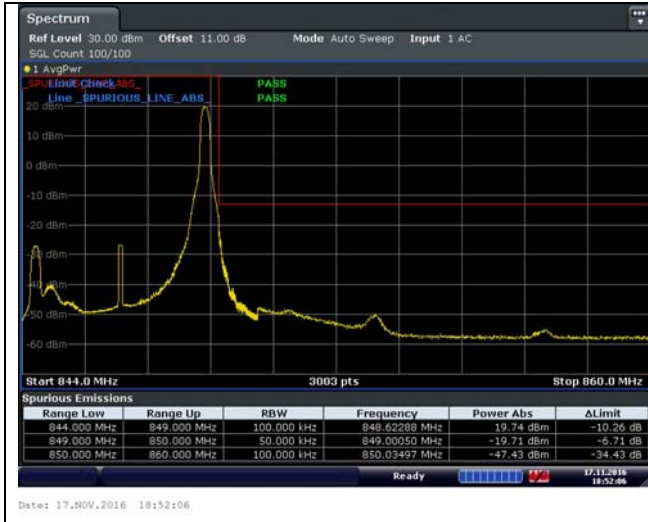 Spectrum
Ref Level 30.00 dBm Offset 11.00 dB Mode Auto Sweep Input 1 AC
SGL Count 100/100
1 AvgPwr
Limit Check PASS
Line _SPURIOUS_LINE_ABS_ PASS
20 dBm
10 dBm
0 dBm
-10 dBm
-20 dBm
-30 dBm
-40 dBm
-50 dBm
-60 dBm
Start 844.0 MHz 3003 pts Stop 860.0 MHz
Spurious Emissions
Range Low Range Up RBW Frequency Power Abs ΔLimit
844.000 MHz 849.000 MHz 100.000 kHz 848.62288 MHz 19.74 dBm -10.26 dB
849.000 MHz 850.000 MHz 50.000 kHz 849.00050 MHz -19.71 dBm -6.71 dB
850.000 MHz 860.000 MHz 100.000 kHz 850.03497 MHz -47.43 dBm -34.43 dB
Ready 17.11.2016
18:52:06
Date: 17.NOV.2016 18:52:06